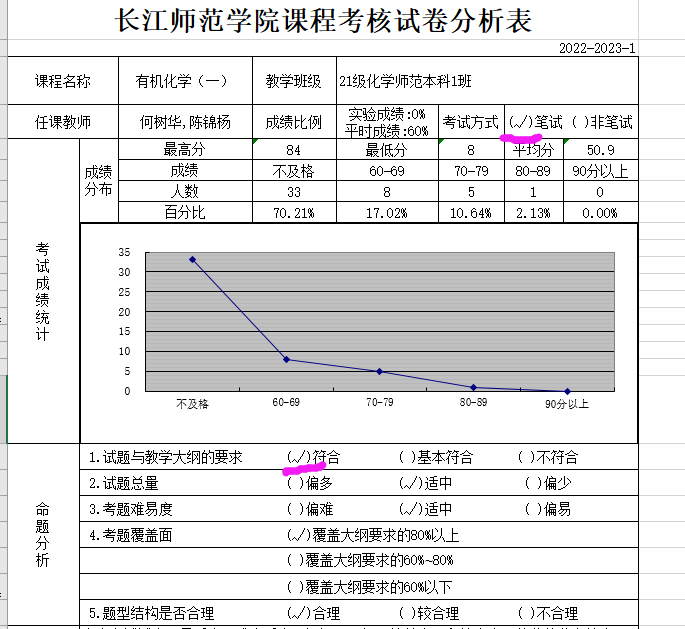 长江师范学院课程考核试卷分析表
2022-2023-1
课程名称 有机化学（一） 教学班级 21级化学师范本科1班
任课教师 何树华,陈锦杨 成绩比例 实验成绩:0% 平时成绩:60% 考试方式 (√)笔试 ( )非笔试
考试成绩统计
成绩分布
最高分 84 最低分 8 平均分 50.9
成绩 不及格 60-69 70-79 80-89 90分以上
人数 33 8 5 1 0
百分比 70.21% 17.02% 10.64% 2.13% 0.00%
35
30
25
20
15
10
5
0
不及格 60-69 70-79 80-89 90分以上
命题分析
1.试题与教学大纲的要求 (√)符合 ( )基本符合 ( )不符合
2.试题总量 ( )偏多 (√)适中 ( )偏少
3.考题难易度 ( )偏难 (√)适中 ( )偏易
4.考题覆盖面 (√)覆盖大纲要求的80%以上
( )覆盖大纲要求的60%~80%
( )覆盖大纲要求的60%以下
5.题型结构是否合理 (√)合理 ( )较合理 ( )不合理